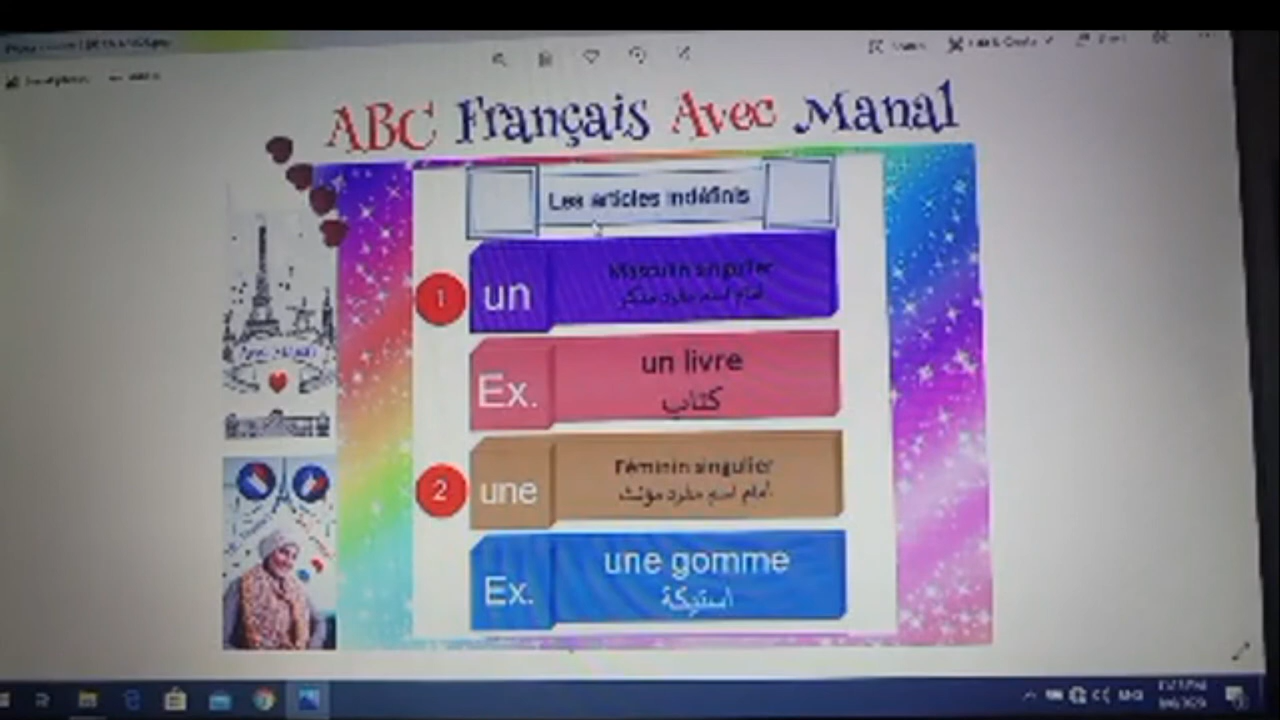 ABC Français Avec Manal
Les articles indéfinis
1
un
Masculin singulier
أمام اسم مفرد مذكر
Ex.
un livre
كتاب
2
une
Féminin singulier
أمام اسم مفرد مؤنث
Ex.
une gomme
استيكة